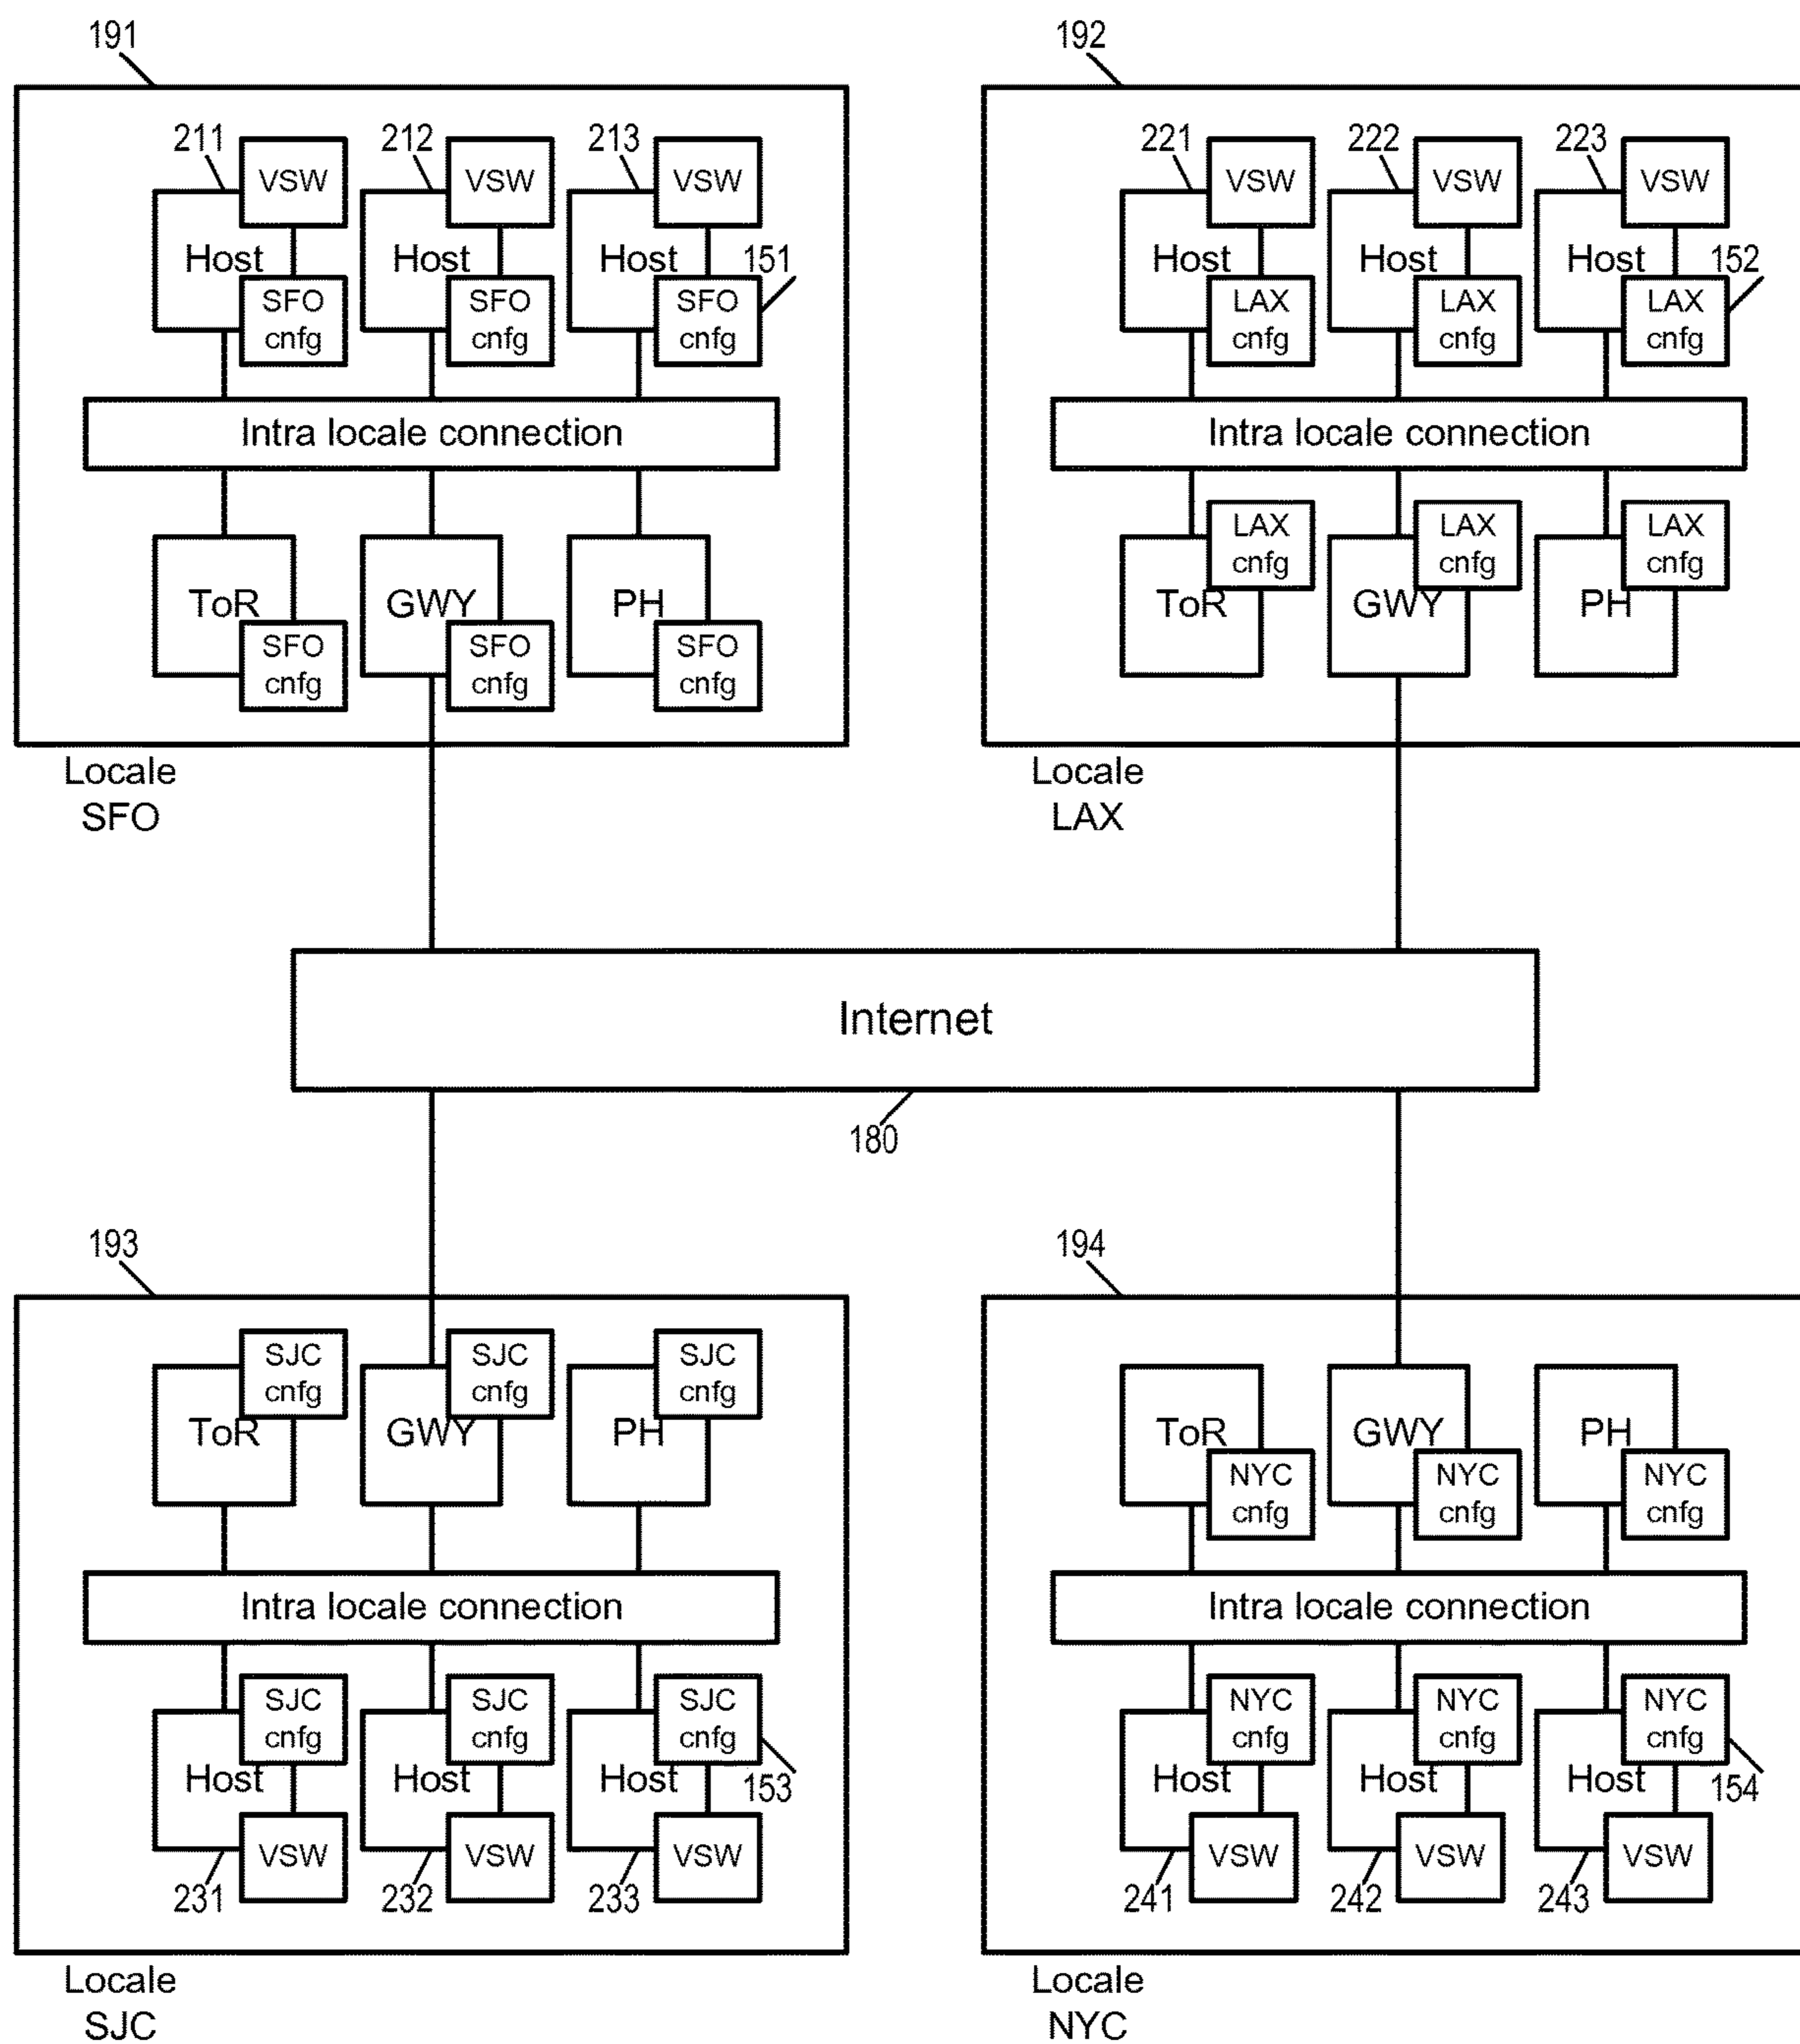 191
192
211
VSW
212
VSW
213
VSW
221
VSW
222
VSW
223
VSW
Host
Host
Host
151
Host
Host
Host
152
SFO
cnfg
SFO
cnfg
SFO
cnfg
LAX
cnfg
LAX
cnfg
LAX
cnfg
Intra locale connection
Intra locale connection
ToR
GWY
PH
SFO
cnfg
SFO
cnfg
SFO
cnfg
LAX
cnfg
LAX
cnfg
LAX
cnfg
ToR
GWY
PH
Locale
SFO
Locale
LAX
Internet
180
193
194
SJC
cnfg
SJC
cnfg
SJC
cnfg
ToR
GWY
PH
ToR
GWY
PH
NYC
cnfg
NYC
cnfg
NYC
cnfg
Intra locale connection
Intra locale connection
SJC
cnfg
SJC
cnfg
SJC
cnfg
NYC
cnfg
NYC
cnfg
NYC
cnfg
Host
Host
Host
153
Host
Host
Host
154
231
VSW
232
VSW
233
VSW
241
VSW
242
VSW
243
VSW
Locale
SJC
Locale
NYC